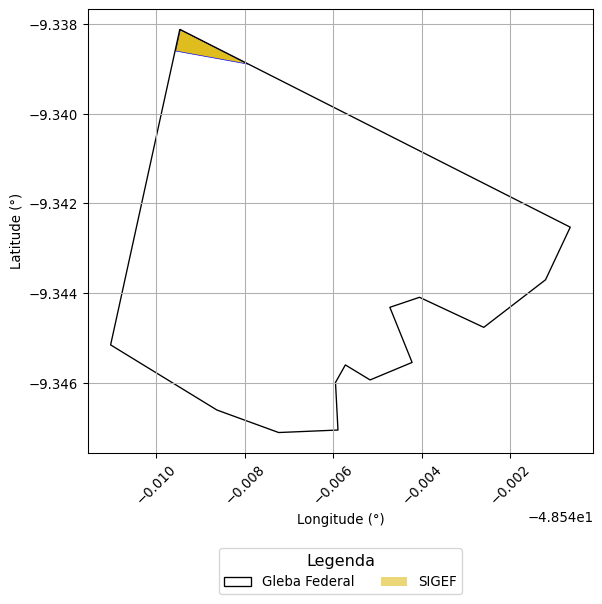 −9.338
−9.340
−9.342
−9.344
−9.346
Latitude (°)
−0.010
−0.008
−0.006
−0.004
−0.002
Longitude (°)
−4.854e1
Legenda
Gleba Federal
SIGEF